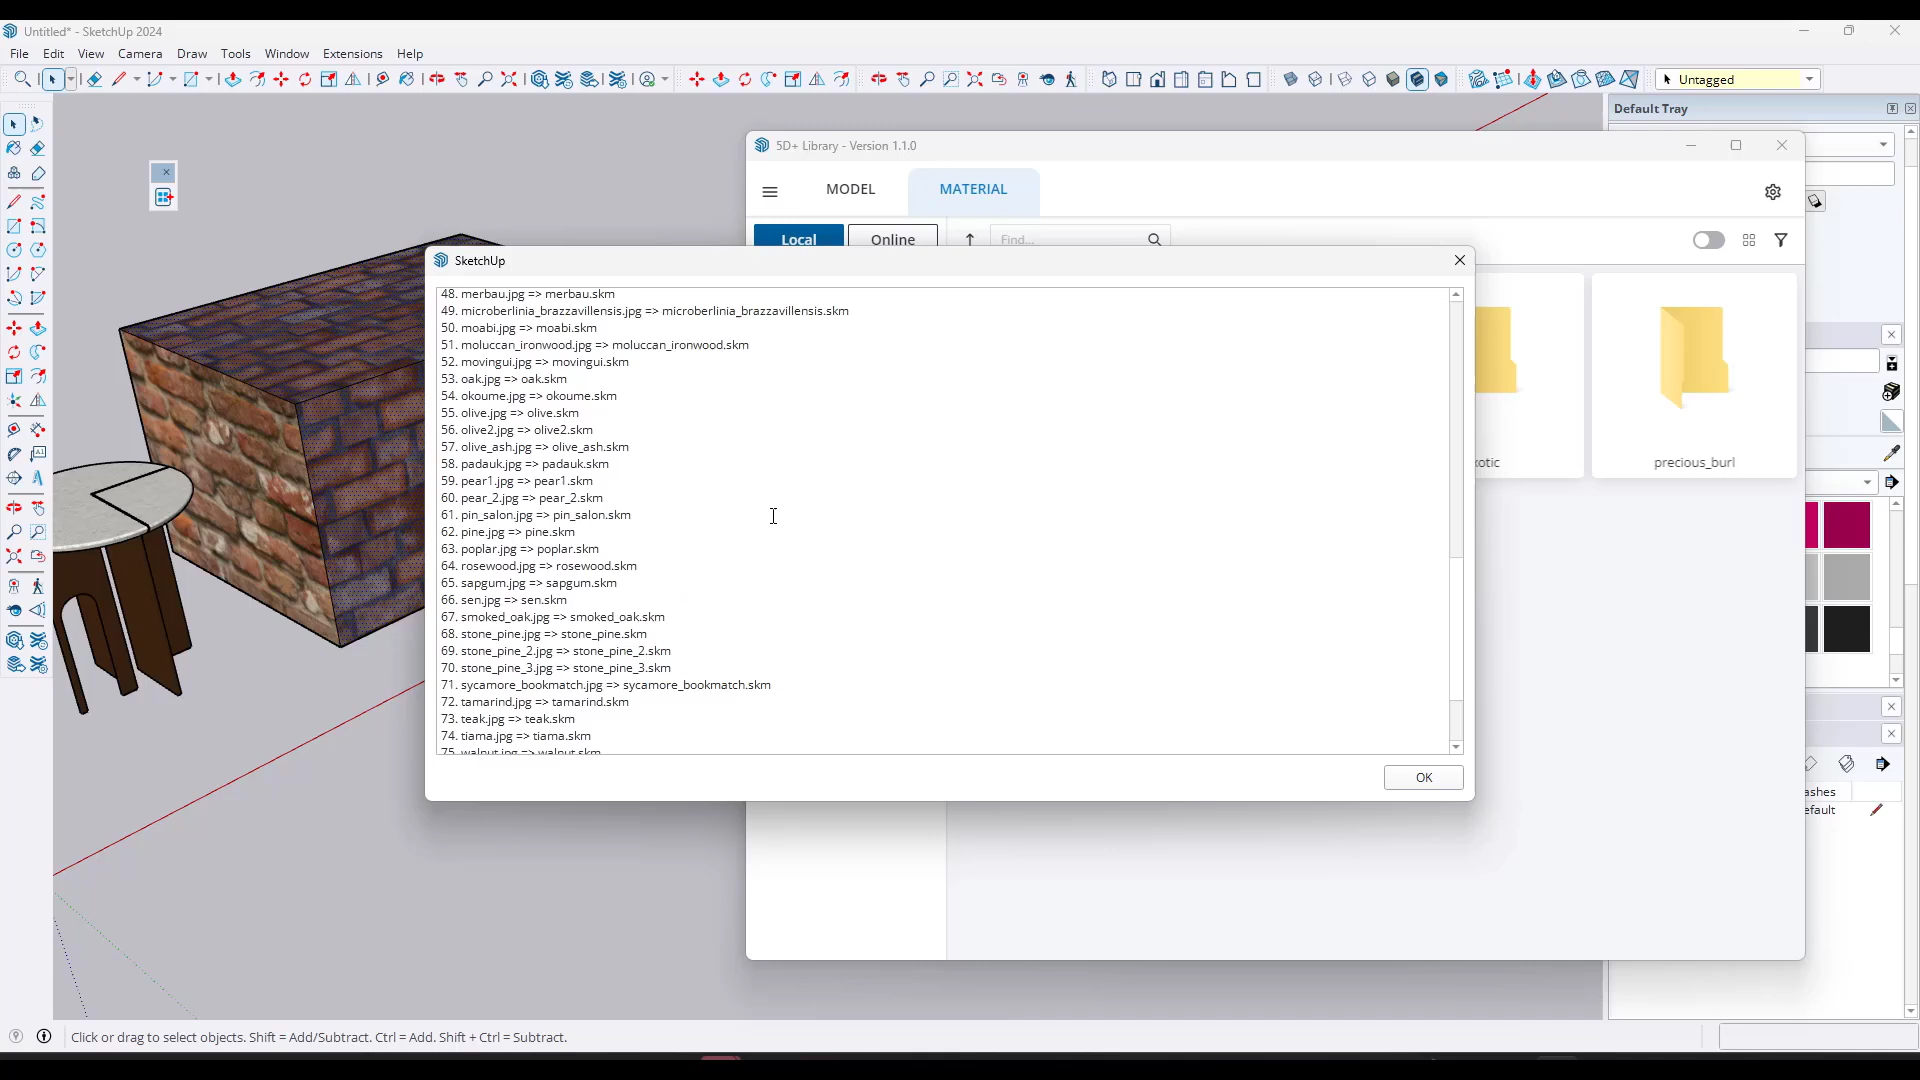 Untitled* - SketchUp 2024
File Edit View Camera Draw Tools Window Extensions Help
Untagged
Default Tray
5D+ Library - Version 1.1.0
MODEL MATERIAL
Local Online Find...
SketchUp
48. merbau.jpg => merbau.skm
49. microberlinia_brazzavillensis.jpg => microberlinia_brazzavillensis.skm
50. moabi.jpg => moabi.skm
51. moluccan_ironwood.jpg => moluccan_ironwood.skm
52. movingui.jpg => movingui.skm
53. oak.jpg => oak.skm
54. okoume.jpg => okoume.skm
55. olive.jpg => olive.skm
56. olive2.jpg => olive2.skm
57. olive_ash.jpg => olive_ash.skm
58. padauk.jpg => padauk.skm
59. pear1.jpg => pear1.skm
60. pear_2.jpg => pear_2.skm
61. pin_salon.jpg => pin_salon.skm
62. pine.jpg => pine.skm
63. poplar.jpg => poplar.skm
64. rosewood.jpg => rosewood.skm
65. sapgum.jpg => sapgum.skm
66. sen.jpg => sen.skm
67. smoked_oak.jpg => smoked_oak.skm
68. stone_pine.jpg => stone_pine.skm
69. stone_pine_2.jpg => stone_pine_2.skm
70. stone_pine_3.jpg => stone_pine_3.skm
71. sycamore_bookmatch.jpg => sycamore_bookmatch.skm
72. tamarind.jpg => tamarind.skm
73. teak.jpg => teak.skm
74. tiama.jpg => tiama.skm
75. walnut.jpg => walnut.skm
OK
xotic
precious_burl
ashes
efault
Click or drag to select objects. Shift = Add/Subtract. Ctrl = Add. Shift + Ctrl = Subtract.